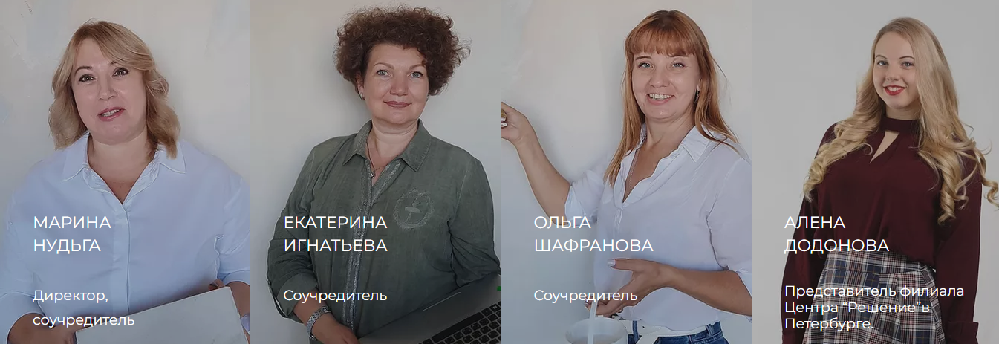 МАРИНА
НУДЬГА
Директор,
соучредитель
ЕКАТЕРИНА
ИГНАТЬЕВА
Соучредитель
ОЛЬГА
ШАФРАНОВА
Соучредитель
АЛЕНА
ДОДОНОВА
Представитель филиала
Центра "Решение"в
Петербурге.